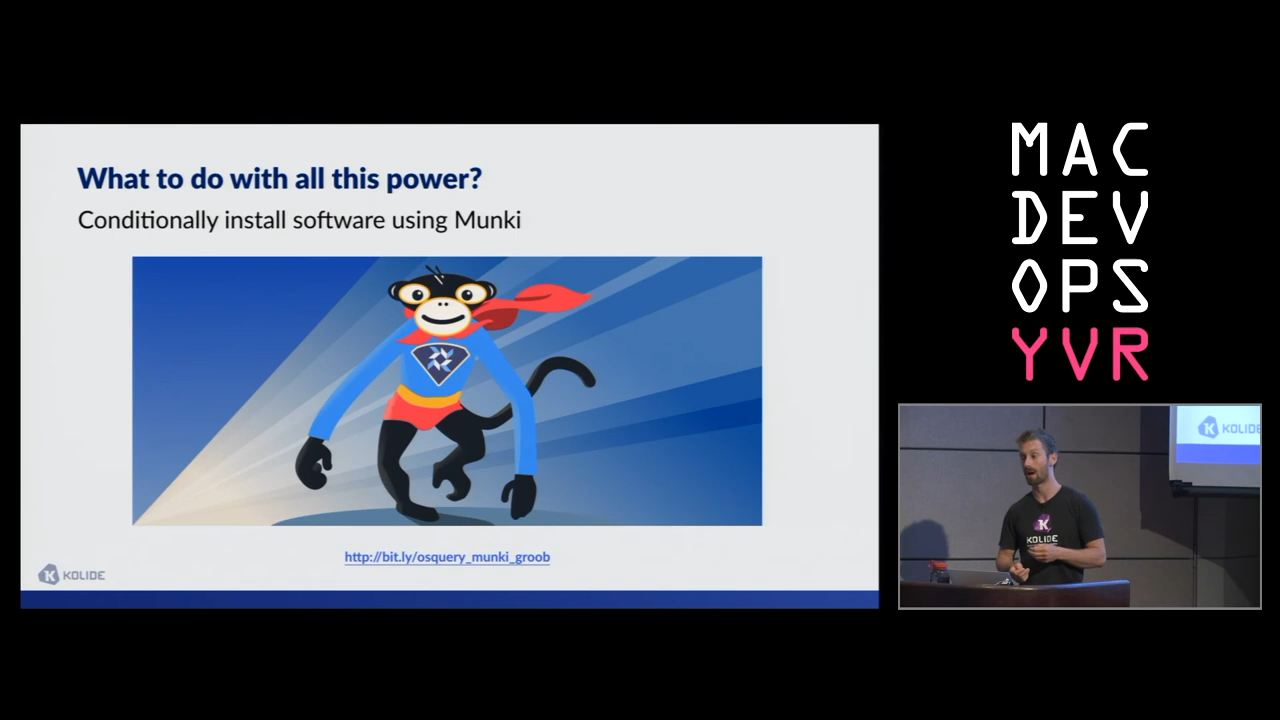 What to do with all this power?
Conditionally install software using Munki
http://bit.ly/osquery_munki_groob
KOLIDE
MAC
DEV
OPS
YVR
KOLIDE
KOLIDE